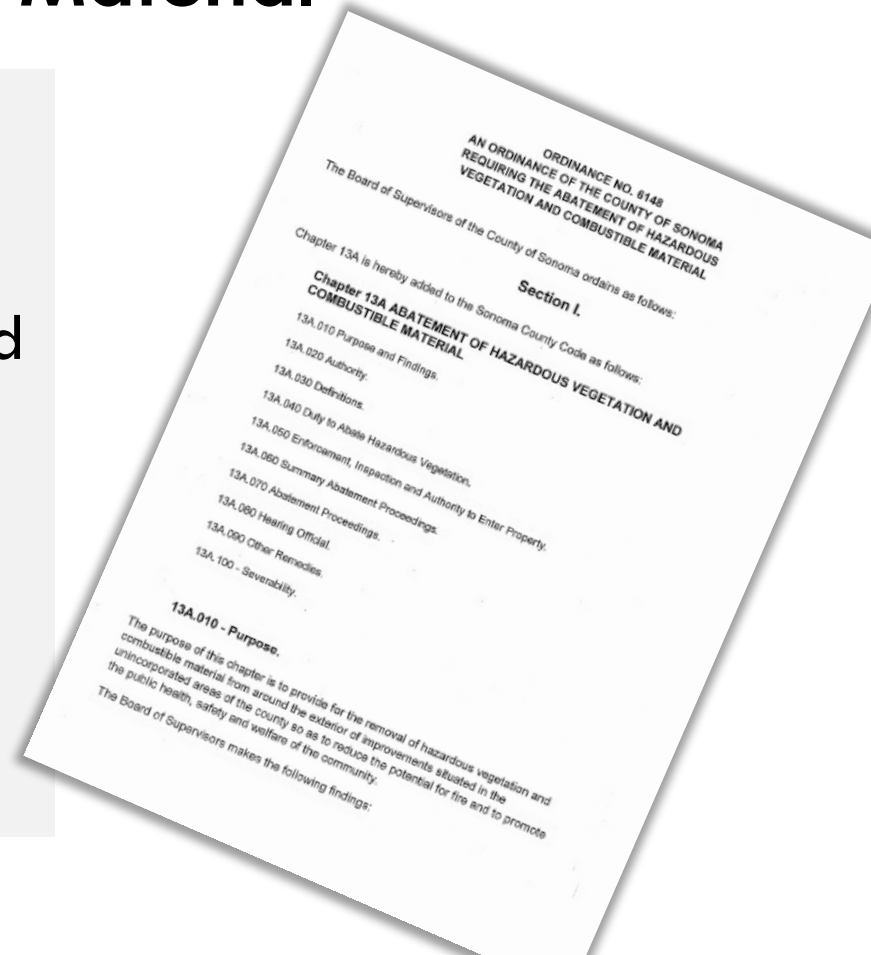 Material
d
ORDINANCE NO. 6148
AN ORDINANCE OF THE COUNTY OF SONOMA
REQUIRING THE ABATEMENT OF HAZARDOUS
VEGETATION AND COMBUSTIBLE MATERIAL
The Board of Supervisors of the County of Sonoma ordains as follows:
Section I.
Chapter 13A is hereby added to the Sonoma County Code as follows:
Chapter 13A ABATEMENT OF HAZARDOUS VEGETATION AND
COMBUSTIBLE MATERIAL
13A.010 Purpose and Findings.
13A.020 Authority.
13A.030 Definitions.
13A.040 Duty to Abate Hazardous Vegetation.
13A.050 Enforcement, Inspection and Authority to Enter Property.
13A.060 Summary Abatement Proceedings.
13A.070 Abatement Proceedings.
13A.080 Hearing Official.
13A.090 Other Remedies.
13A.100 - Severability.
13A.010 - Purpose.
The purpose of this chapter is to provide for the removal of hazardous vegetation and
combustible material from around the exterior of improvements situated in the
unincorporated areas of the county so as to reduce the potential for fire and to promote
the public health, safety and welfare of the community.
The Board of Supervisors makes the following findings: